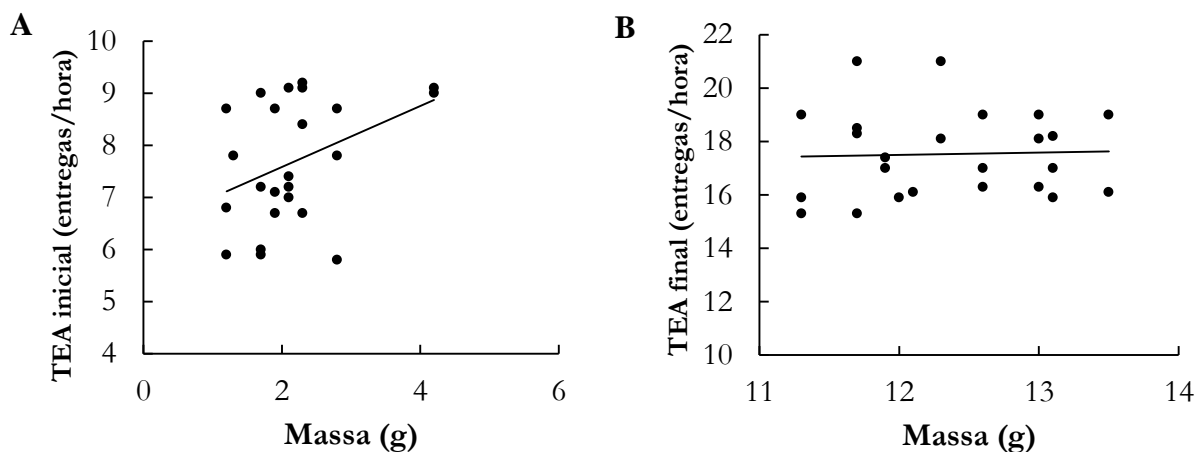 A
TEA inicial (entregas/hora)
10
9
8
7
6
5
4
0 2 4 6
Massa (g)
B
TEA final (entregas/hora)
22
20
18
16
14
12
10
11 12 13 14
Massa (g)